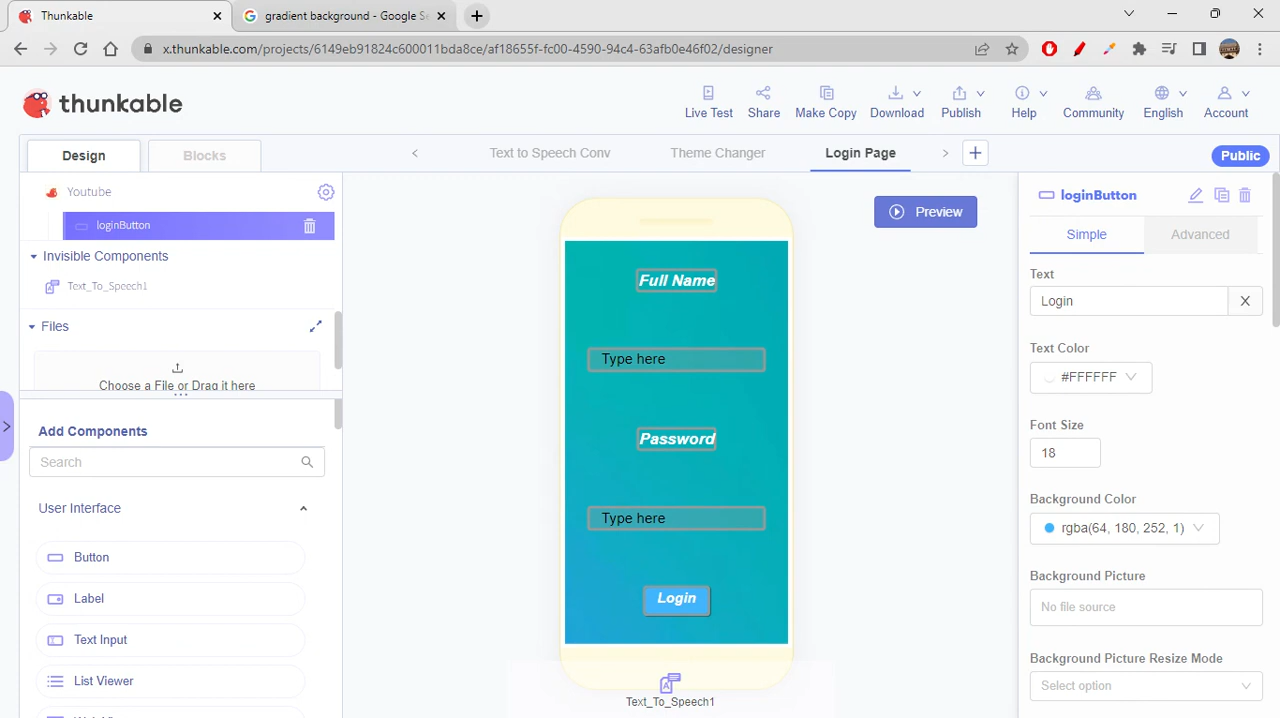 Thunkable
gradient background - Google Se
x.thunkable.com/projects/6149eb91824c600011bda8ce/af18655f-fc00-4590-94c4-63afb0e46f02/designer
thunkable
Live Test
Share
Make Copy
Download
Publish
Help
Community
English
Account
Design
Blocks
Text to Speech Conv
Theme Changer
Login Page
Public
Youtube
loginButton
Invisible Components
Text_To_Speech1
Files
Choose a File or Drag it here
Add Components
Search
User Interface
Button
Label
Text Input
List Viewer
Preview
Full Name
Type here
Password
Type here
Login
Text_To_Speech1
loginButton
Simple
Advanced
Text
Login
Text Color
#FFFFFF
Font Size
18
Background Color
rgba(64, 180, 252, 1)
Background Picture
No file source
Background Picture Resize Mode
Select option